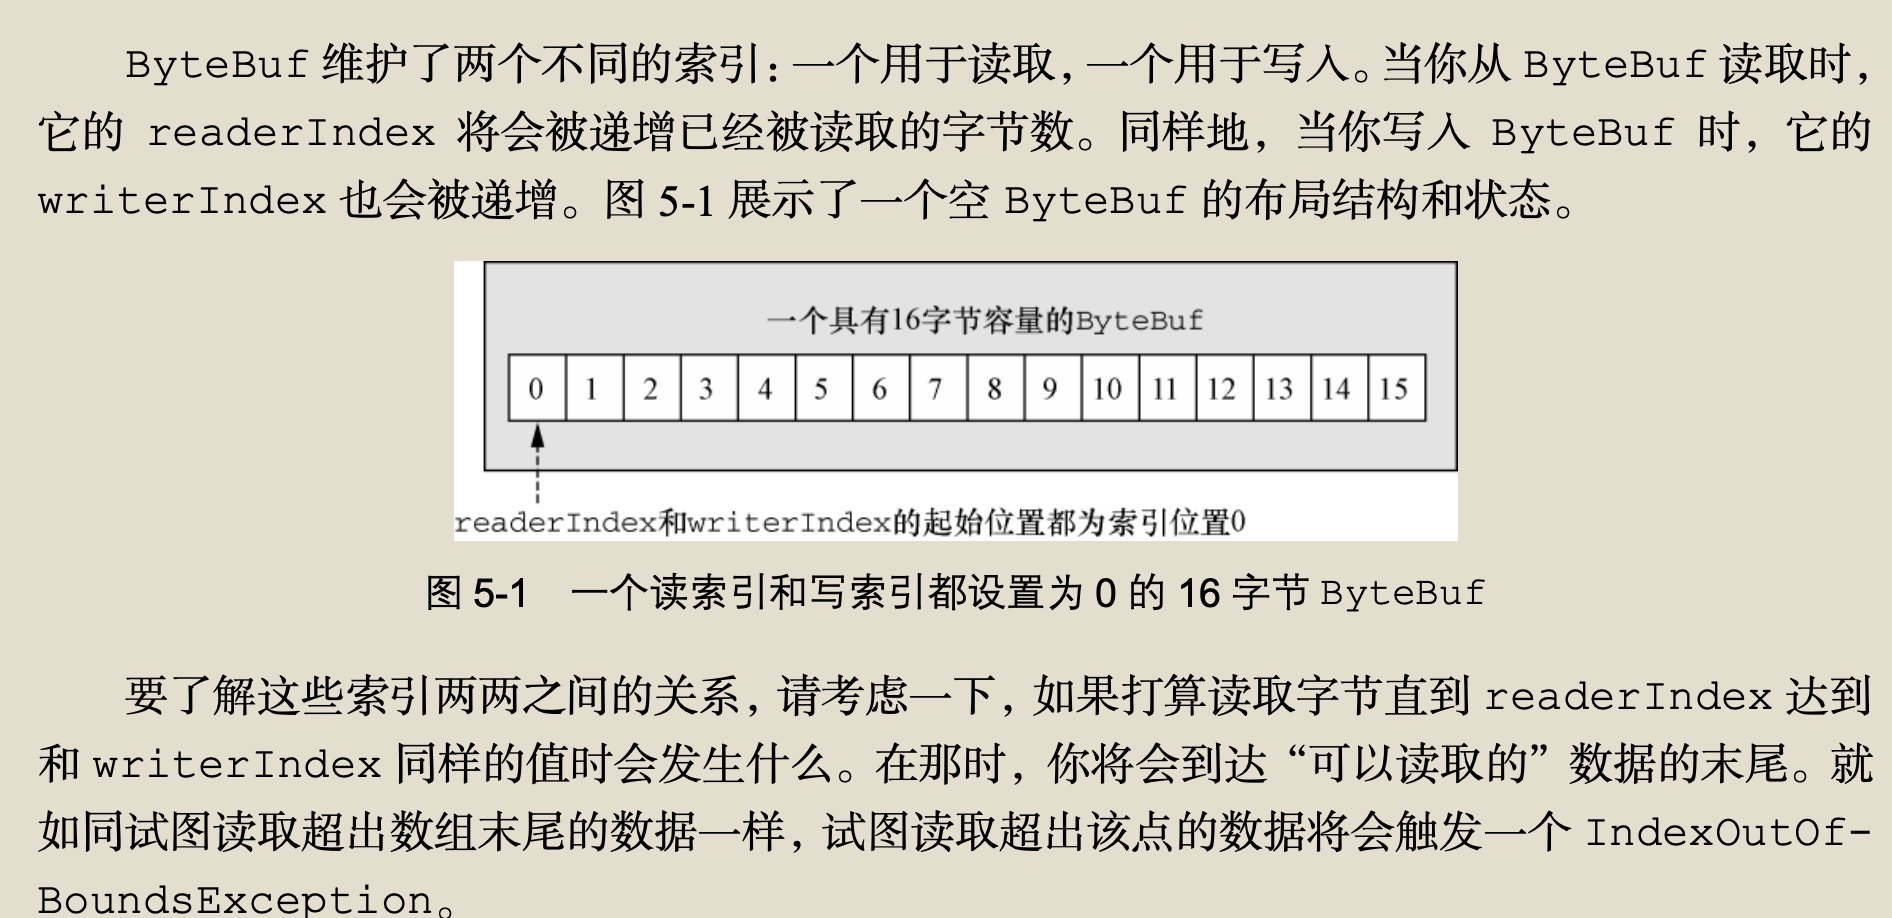 ByteBuf 维护了两个不同的索引：一个用于读取，一个用于写入。当你从 ByteBuf 读取时，
它的 readerIndex 将会被递增已经被读取的字节数。同样地，当你写入 ByteBuf 时，它的
writerIndex 也会被递增。图 5-1 展示了一个空 ByteBuf 的布局结构和状态。
一个具有16字节容量的ByteBuf
0 1 2 3 4 5 6 7 8 9 10 11 12 13 14 15
readerIndex和writerIndex的起始位置都为索引位置0
图 5-1 一个读索引和写索引都设置为 0 的 16 字节 ByteBuf
要了解这些索引两两之间的关系，请考虑一下，如果打算读取字节直到 readerIndex 达到
和 writerIndex 同样的值时会发生什么。在那时，你将会到达“可以读取的”数据的末尾。就
如同试图读取超出数组末尾的数据一样，试图读取超出该点的数据将会触发一个 IndexOutOf-
BoundsException。